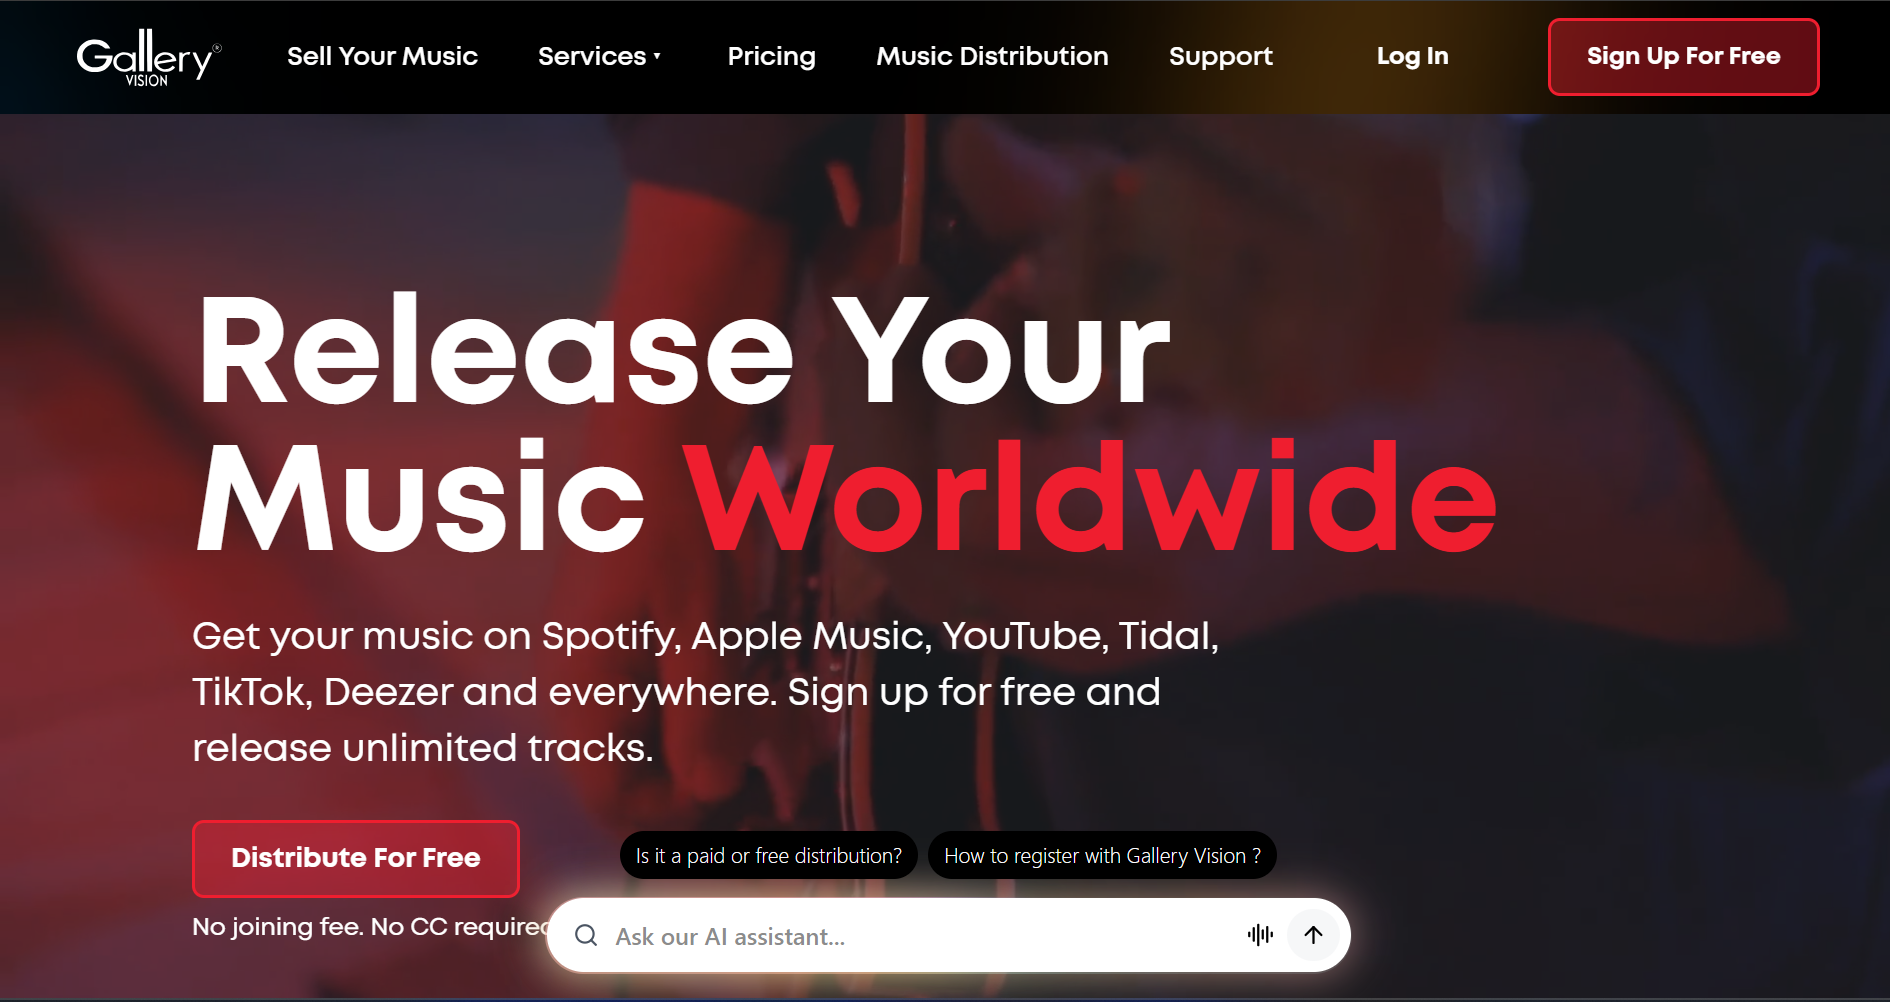 Gallery®
VISION
Sell Your Music
Services ▾
Pricing
Music Distribution
Support
Log In
Sign Up For Free
Release Your
Music Worldwide
Get your music on Spotify, Apple Music, YouTube, Tidal,
TikTok, Deezer and everywhere. Sign up for free and
release unlimited tracks.
Distribute For Free
Is it a paid or free distribution?
How to register with Gallery Vision ?
No joining fee. No CC required
Ask our AI assistant...